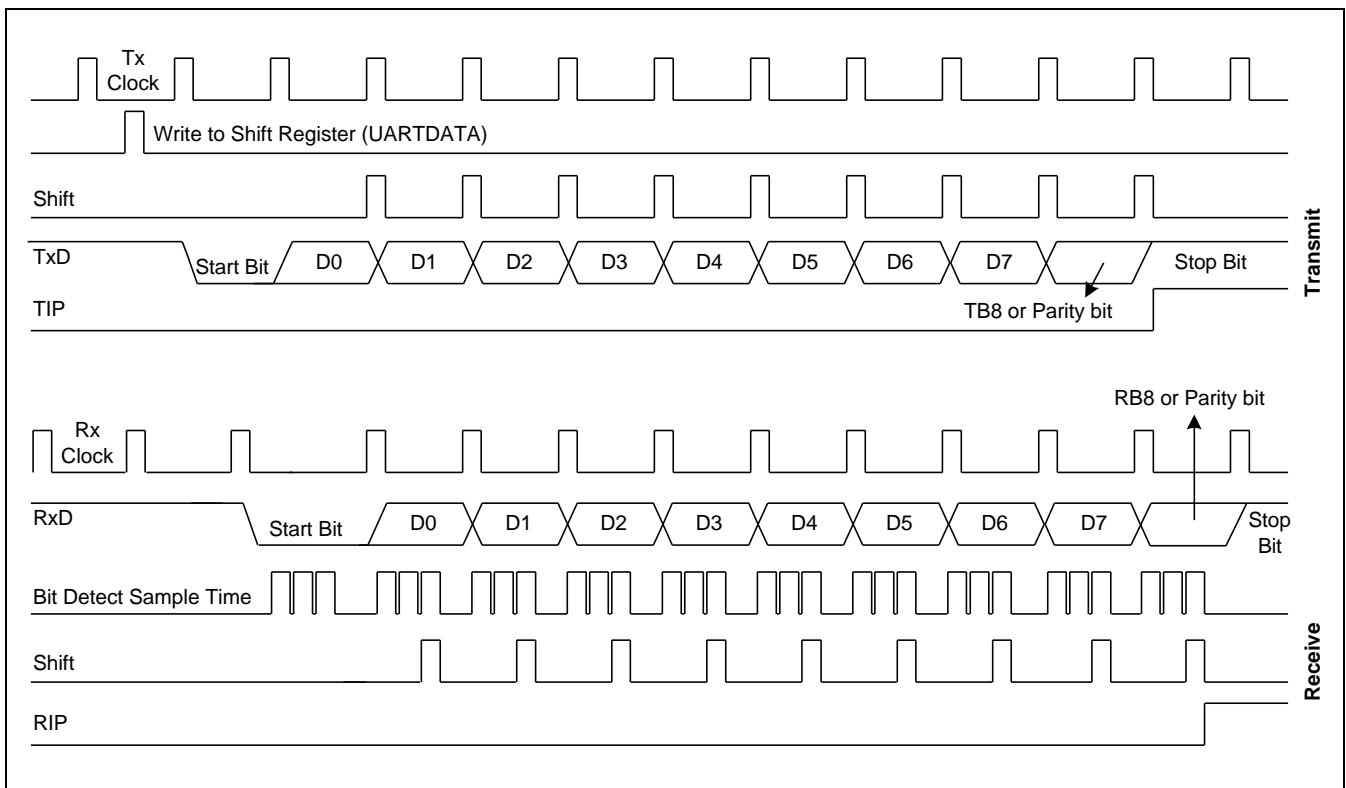 Tx
Clock
Write to Shift Register (UARTDATA)
Shift
TxD
Start Bit
D0
D1
D2
D3
D4
D5
D6
D7
Stop Bit
TB8 or Parity bit
TIP
Transmit
RB8 or Parity bit
Rx
Clock
RxD
Start Bit
D0
D1
D2
D3
D4
D5
D6
D7
Stop
Bit
Bit Detect Sample Time
Shift
RIP
Receive